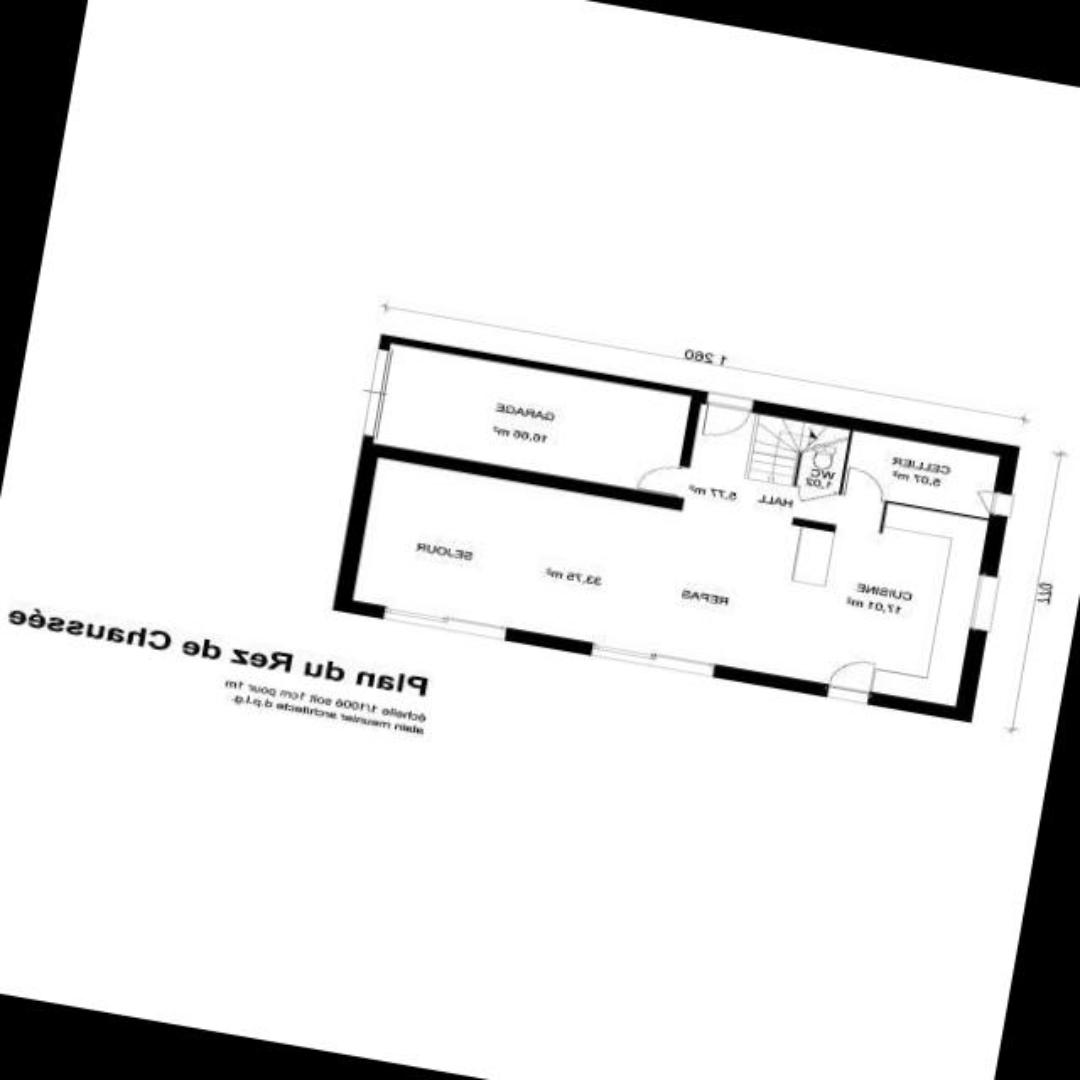 1 260
GARAGE
16,66 m²
CELLIER
5,07 m²
WC
1,02
HALL
5,77 m²
SEJOUR
33,75 m²
REPAS
CUISINE
17,01 m²
770
Plan du Rez de Chaussée
échelle 1/100è soit 1cm pour 1m
alain meunier architecte d.p.l.g.